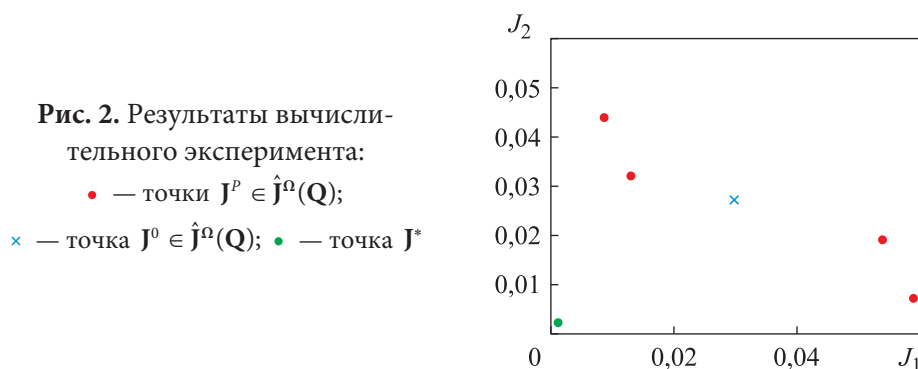 Рис. 2. Результаты вычисли-
тельного эксперимента:
● — точки J^P ∈ Ĵ^Ω(Q);
× — точка J^0 ∈ Ĵ^Ω(Q); ● — точка J^*
J_2
0,05
0,04
0,03
0,02
0,01
0 0,02 0,04 J_1